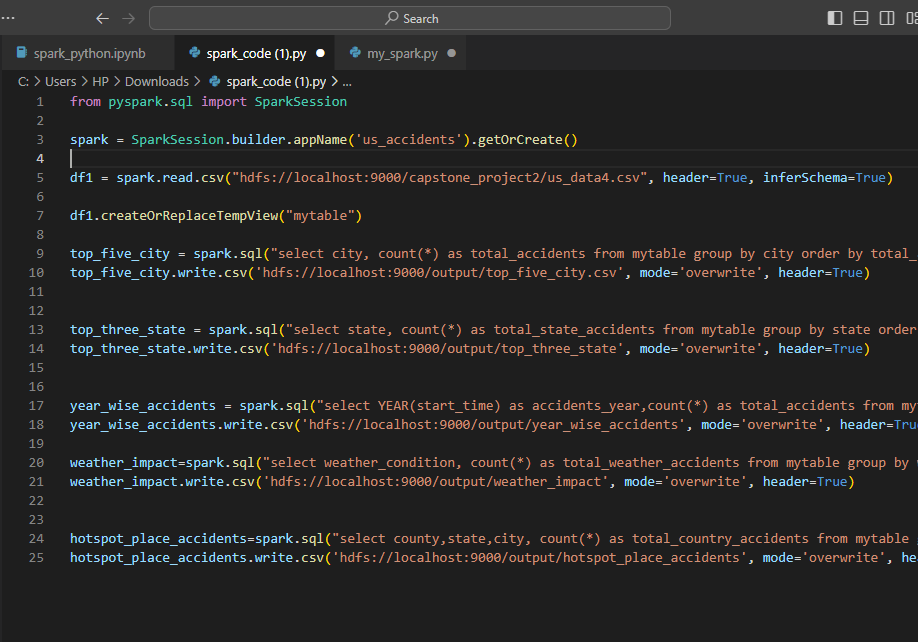 Search
spark_python.ipynb
spark_code (1).py
my_spark.py
C: > Users > HP > Downloads > spark_code (1).py > ...
1 from pyspark.sql import SparkSession
2
3 spark = SparkSession.builder.appName('us_accidents').getOrCreate()
4
5 df1 = spark.read.csv("hdfs://localhost:9000/capstone_project2/us_data4.csv", header=True, inferSchema=True)
6
7 df1.createOrReplaceTempView("mytable")
8
9 top_five_city = spark.sql("select city, count(*) as total_accidents from mytable group by city order by total_
10 top_five_city.write.csv('hdfs://localhost:9000/output/top_five_city.csv', mode='overwrite', header=True)
11
12
13 top_three_state = spark.sql("select state, count(*) as total_state_accidents from mytable group by state order
14 top_three_state.write.csv('hdfs://localhost:9000/output/top_three_state', mode='overwrite', header=True)
15
16
17 year_wise_accidents = spark.sql("select YEAR(start_time) as accidents_year,count(*) as total_accidents from my
18 year_wise_accidents.write.csv('hdfs://localhost:9000/output/year_wise_accidents', mode='overwrite', header=Tru
19
20 weather_impact=spark.sql("select weather_condition, count(*) as total_weather_accidents from mytable group by
21 weather_impact.write.csv('hdfs://localhost:9000/output/weather_impact', mode='overwrite', header=True)
22
23
24 hotspot_place_accidents=spark.sql("select county,state,city, count(*) as total_country_accidents from mytable
25 hotspot_place_accidents.write.csv('hdfs://localhost:9000/output/hotspot_place_accidents', mode='overwrite', hea